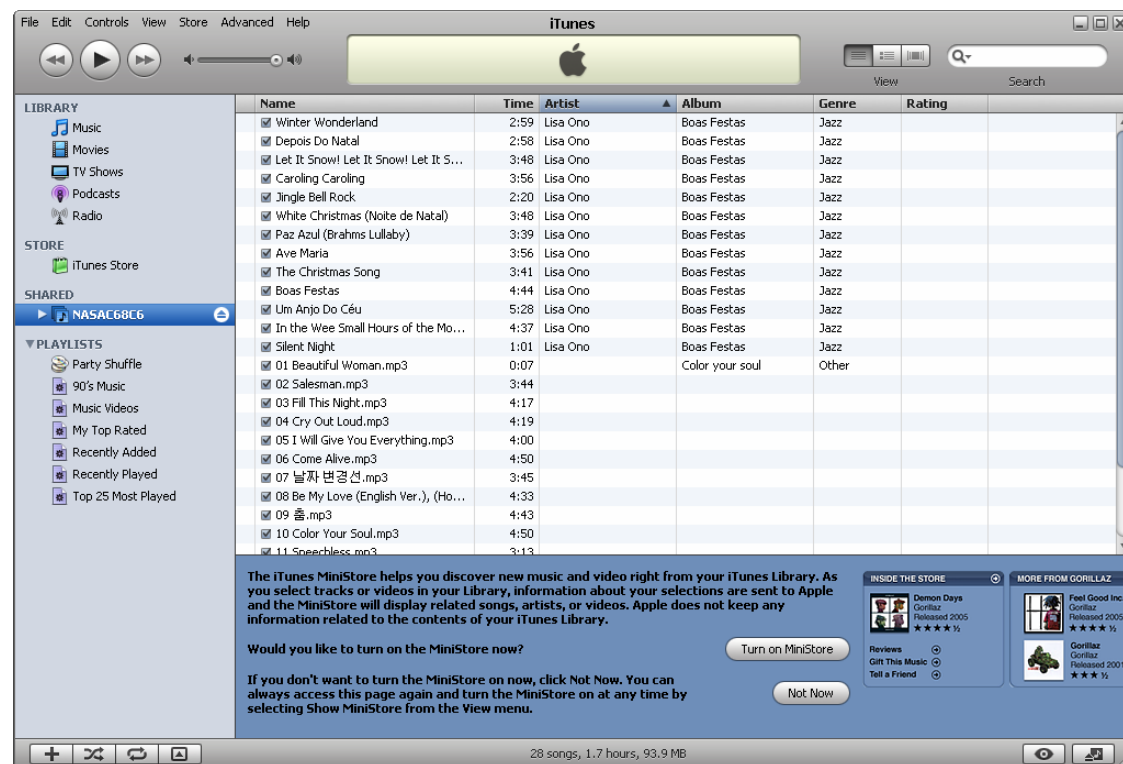 File Edit Controls View Store Advanced Help
iTunes
View
Search
LIBRARY
Music
Movies
TV Shows
Podcasts
Radio
STORE
iTunes Store
SHARED
NASAC68C6
PLAYLISTS
Party Shuffle
90's Music
Music Videos
My Top Rated
Recently Added
Recently Played
Top 25 Most Played
Name Time Artist Album Genre Rating
Winter Wonderland 2:59 Lisa Ono Boas Festas Jazz
Depois Do Natal 2:58 Lisa Ono Boas Festas Jazz
Let It Snow! Let It Snow! Let It S... 3:48 Lisa Ono Boas Festas Jazz
Caroling Caroling 3:56 Lisa Ono Boas Festas Jazz
Jingle Bell Rock 2:20 Lisa Ono Boas Festas Jazz
White Christmas (Noite de Natal) 3:48 Lisa Ono Boas Festas Jazz
Paz Azul (Brahms Lullaby) 3:39 Lisa Ono Boas Festas Jazz
Ave Maria 3:56 Lisa Ono Boas Festas Jazz
The Christmas Song 3:41 Lisa Ono Boas Festas Jazz
Boas Festas 4:44 Lisa Ono Boas Festas Jazz
Um Anjo Do Céu 5:28 Lisa Ono Boas Festas Jazz
In the Wee Small Hours of the Mo... 4:37 Lisa Ono Boas Festas Jazz
Silent Night 1:01 Lisa Ono Boas Festas Jazz
01 Beautiful Woman.mp3 0:07 Color your soul Other
02 Salesman.mp3 3:44
03 Fill This Night.mp3 4:17
04 Cry Out Loud.mp3 4:19
05 I Will Give You Everything.mp3 4:00
06 Come Alive.mp3 4:50
07 날짜 변경선.mp3 3:45
08 Be My Love (English Ver.), (Ho... 4:33
09 춤.mp3 4:43
10 Color Your Soul.mp3 4:50
11 Speechless.mp3 3:13
The iTunes MiniStore helps you discover new music and video right from your iTunes Library. As
you select tracks or videos in your Library, information about your selections are sent to Apple
and the MiniStore will display related songs, artists, or videos. Apple does not keep any
information related to the contents of your iTunes Library.
Would you like to turn on the MiniStore now?
Turn on MiniStore
If you don't want to turn the MiniStore on now, click Not Now. You can
always access this page again and turn the MiniStore on at any time by
selecting Show MiniStore from the View menu.
Not Now
INSIDE THE STORE
Demon Days
Gorillaz
Released 2005
Reviews
Gift This Music
Tell a Friend
MORE FROM GORILLAZ
Feel Good Inc
Gorillaz
Released 2005
Gorillaz
Gorillaz
Released 2001
28 songs, 1.7 hours, 93.9 MB